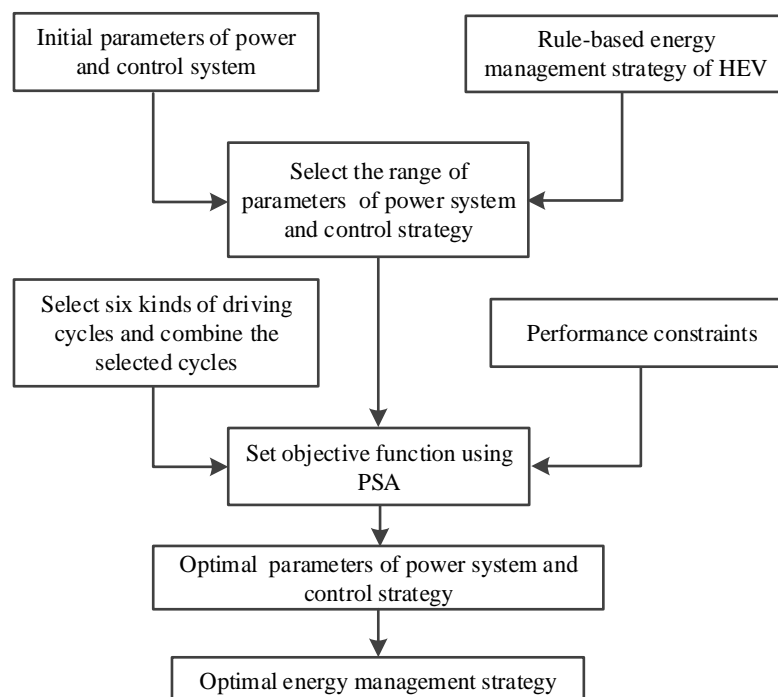 Initial parameters of power
and control system
Rule-based energy
management strategy of HEV
Select the range of
parameters of power system
and control strategy
Select six kinds of driving
cycles and combine the
selected cycles
Performance constraints
Set objective function using
PSA
Optimal parameters of power system and
control strategy
Optimal energy management strategy